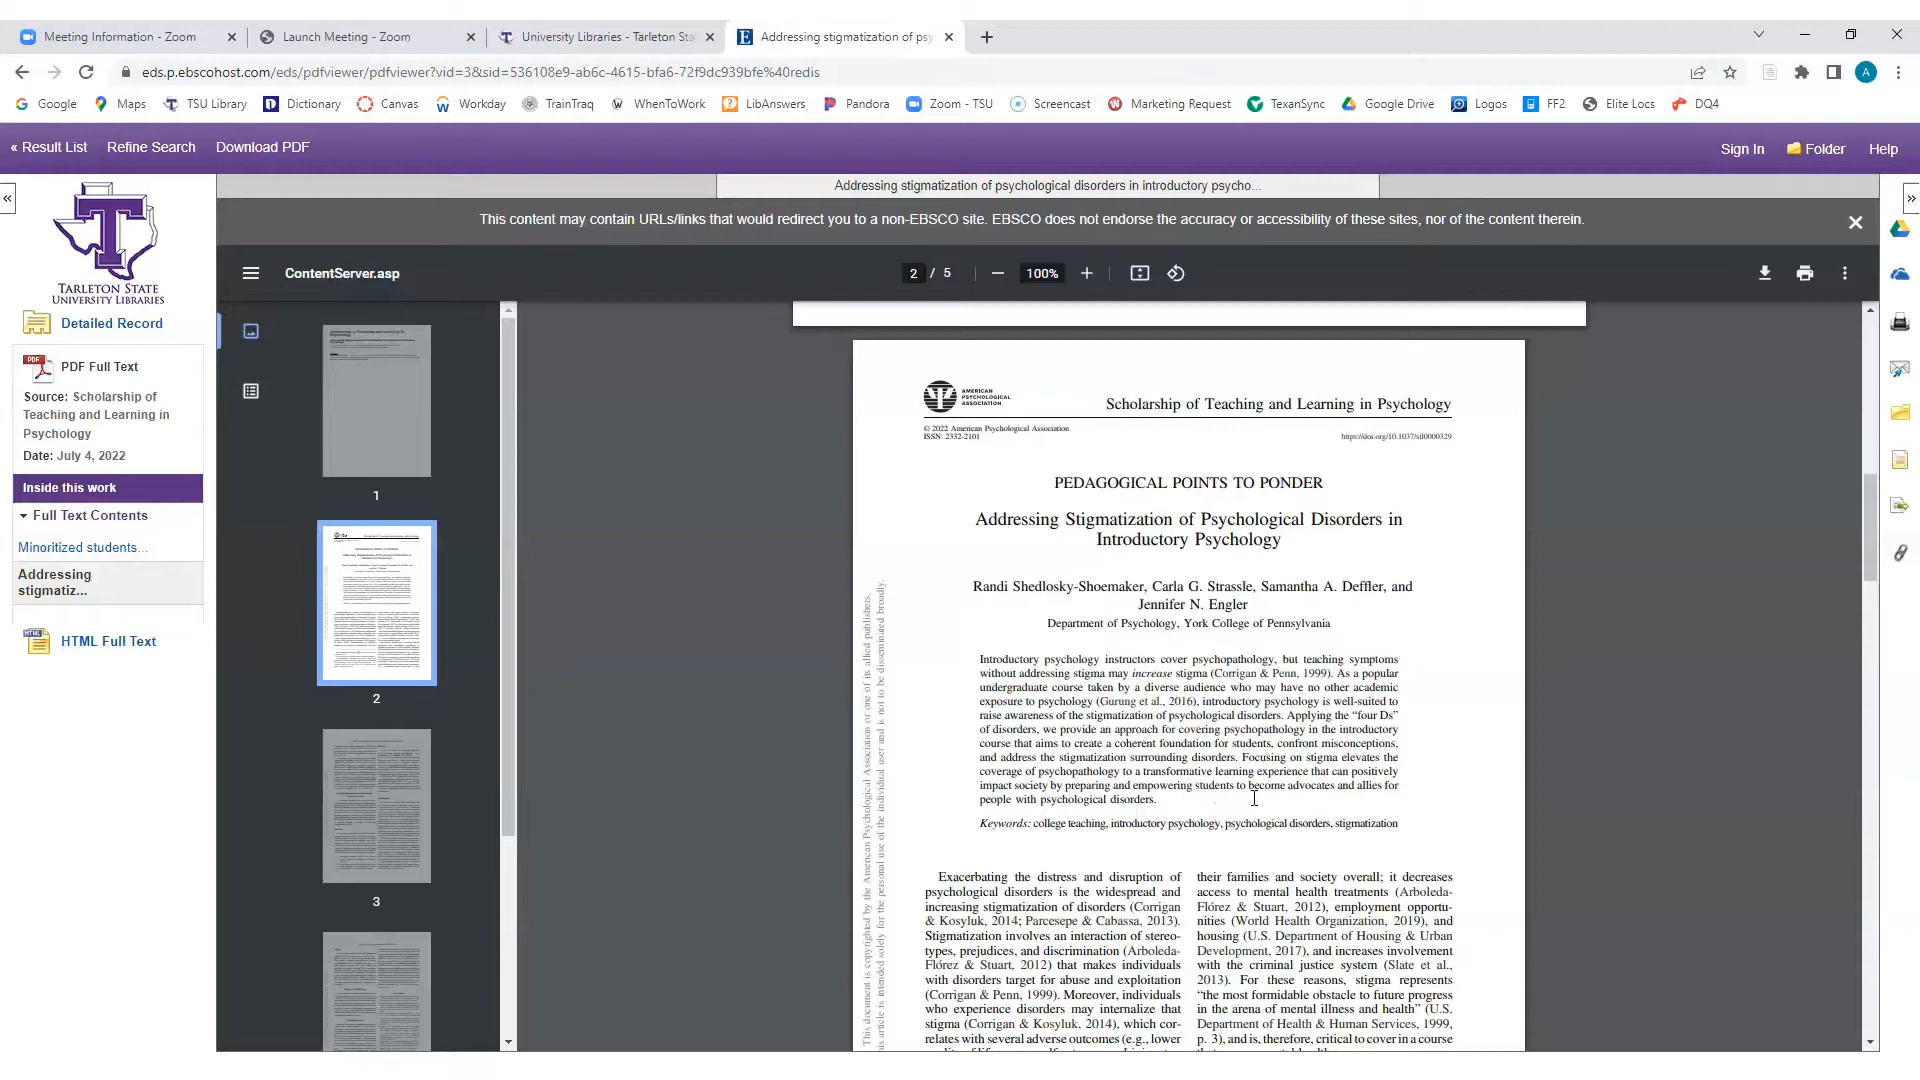 Meeting Information - Zoom
Launch Meeting - Zoom
University Libraries - Tarleton Sta
Addressing stigmatization of psy
eds.p.ebscohost.com/eds/pdfviewer/pdfviewer?vid=3&sid=536108e9-ab6c-4615-bfa6-72f9dc939bfe%40redis
A
Google
Maps
TSU Library
Dictionary
Canvas
Workday
TrainTraq
WhenToWork
LibAnswers
Pandora
Zoom - TSU
Screencast
Marketing Request
TexanSync
Google Drive
Logos
FF2
Elite Locs
DQ4
« Result List
Refine Search
Download PDF
Sign In
Folder
Help
TARLETON STATE
UNIVERSITY LIBRARIES
Detailed Record
PDF
PDF Full Text
Source: Scholarship of
Teaching and Learning in
Psychology
Date: July 4, 2022
Inside this work
Full Text Contents
Minoritized students...
Addressing
stigmatiz...
HTML Full Text
Addressing stigmatization of psychological disorders in introductory psycho...
This content may contain URLs/links that would redirect you to a non-EBSCO site. EBSCO does not endorse the accuracy or accessibility of these sites, nor of the content therein.
ContentServer.asp
2 / 5
100%
1
2
3
AMERICAN
PSYCHOLOGICAL
ASSOCIATION
Scholarship of Teaching and Learning in Psychology
© 2022 American Psychological Association
ISSN: 2332-2101
https://doi.org/10.1037/stl0000329
PEDAGOGICAL POINTS TO PONDER
Addressing Stigmatization of Psychological Disorders in
Introductory Psychology
Randi Shedlosky-Shoemaker, Carla G. Strassle, Samantha A. Deffler, and
Jennifer N. Engler
Department of Psychology, York College of Pennsylvania
Introductory psychology instructors cover psychopathology, but teaching symptoms
without addressing stigma may increase stigma (Corrigan & Penn, 1999). As a popular
undergraduate course taken by a diverse audience who may have no other academic
exposure to psychology (Gurung et al., 2016), introductory psychology is well-suited to
raise awareness of the stigmatization of psychological disorders. Applying the “four Ds”
of disorders, we provide an approach for covering psychopathology in the introductory
course that aims to create a coherent foundation for students, confront misconceptions,
and address the stigmatization surrounding disorders. Focusing on stigma elevates the
coverage of psychopathology to a transformative learning experience that can positively
impact society by preparing and empowering students to become advocates and allies for
people with psychological disorders.
Keywords: college teaching, introductory psychology, psychological disorders, stigmatization
Exacerbating the distress and disruption of
psychological disorders is the widespread and
increasing stigmatization of disorders (Corrigan
& Kosyluk, 2014; Parcesepe & Cabassa, 2013).
Stigmatization involves an interaction of stereo-
types, prejudices, and discrimination (Arboleda-
Flórez & Stuart, 2012) that makes individuals
with disorders target for abuse and exploitation
(Corrigan & Penn, 1999). Moreover, individuals
who experience disorders may internalize that
stigma (Corrigan & Kosyluk, 2014), which cor-
relates with several adverse outcomes (e.g., lower
their families and society overall; it decreases
access to mental health treatments (Arboleda-
Flórez & Stuart, 2012), employment opportu-
nities (World Health Organization, 2019), and
housing (U.S. Department of Housing & Urban
Development, 2017), and increases involvement
with the criminal justice system (Slate et al.,
2013). For these reasons, stigma represents
“the most formidable obstacle to future progress
in the arena of mental illness and health” (U.S.
Department of Health & Human Services, 1999,
p. 3), and is, therefore, critical to cover in a course
This document is copyrighted by the American Psychological Association or one of its allied publishers.
his article is intended solely for the personal use of the individual user and is not to be disseminated broadly.